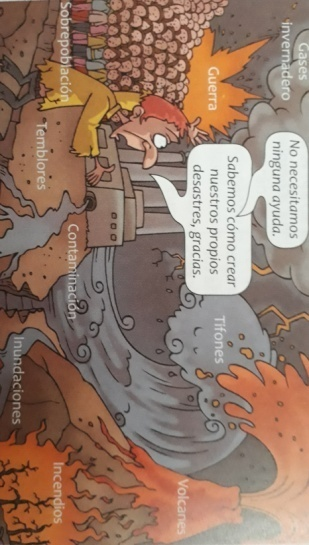 Gases
invernadero
No necesitamos
ninguna ayuda.
Guerra
Sabemos cómo crear
nuestros propios
desastres, gracias.
Tifones
Volcanes
Sobrepoblación
Temblores
Contaminación
Inundaciones
Incendios